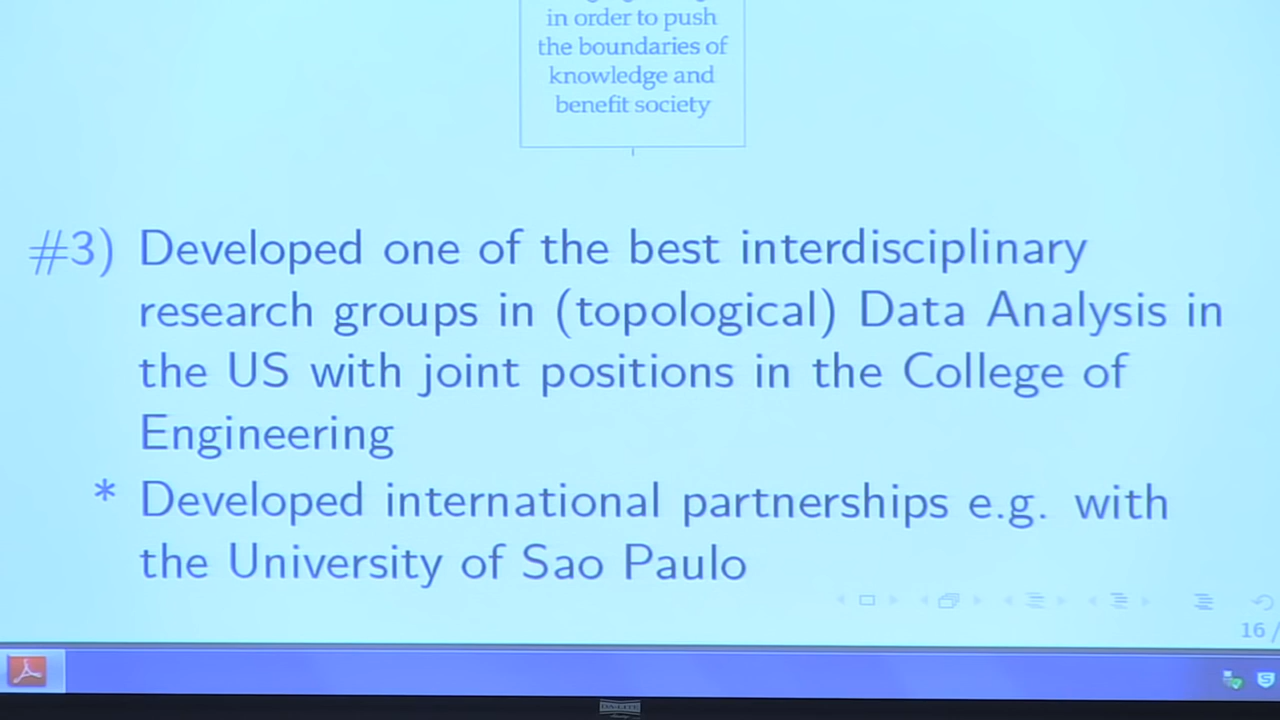 in order to push
the boundaries of
knowledge and
benefit society
#3) Developed one of the best interdisciplinary
research groups in (topological) Data Analysis in
the US with joint positions in the College of
Engineering
* Developed international partnerships e.g. with
the University of Sao Paulo
16 /
DA-LITE